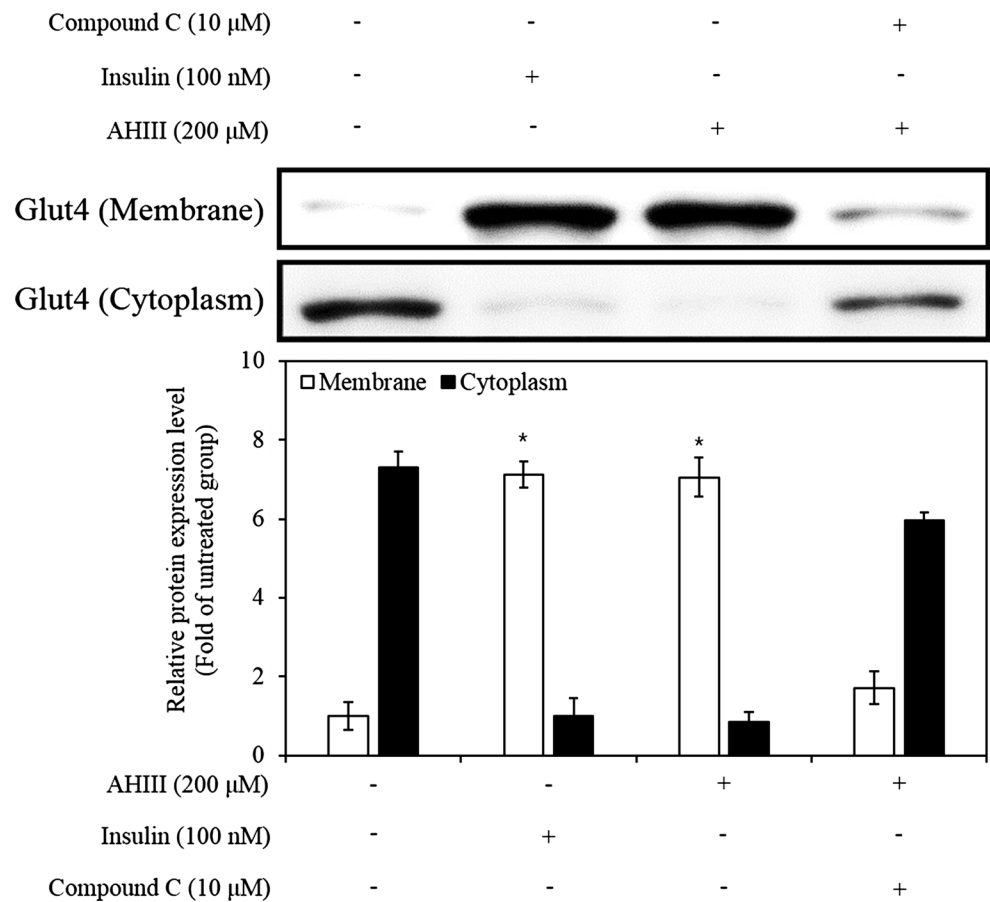 Compound C (10 μM) - - - +
Insulin (100 nM) - + - -
AHIII (200 μM) - - + +
Glut4 (Membrane)
Glut4 (Cytoplasm)
Relative protein expression level
(Fold of untreated group)
10
8
6
4
2
0
Membrane Cytoplasm
* *
AHIII (200 μM) - - + +
Insulin (100 nM) - + - -
Compound C (10 μM) - - - +